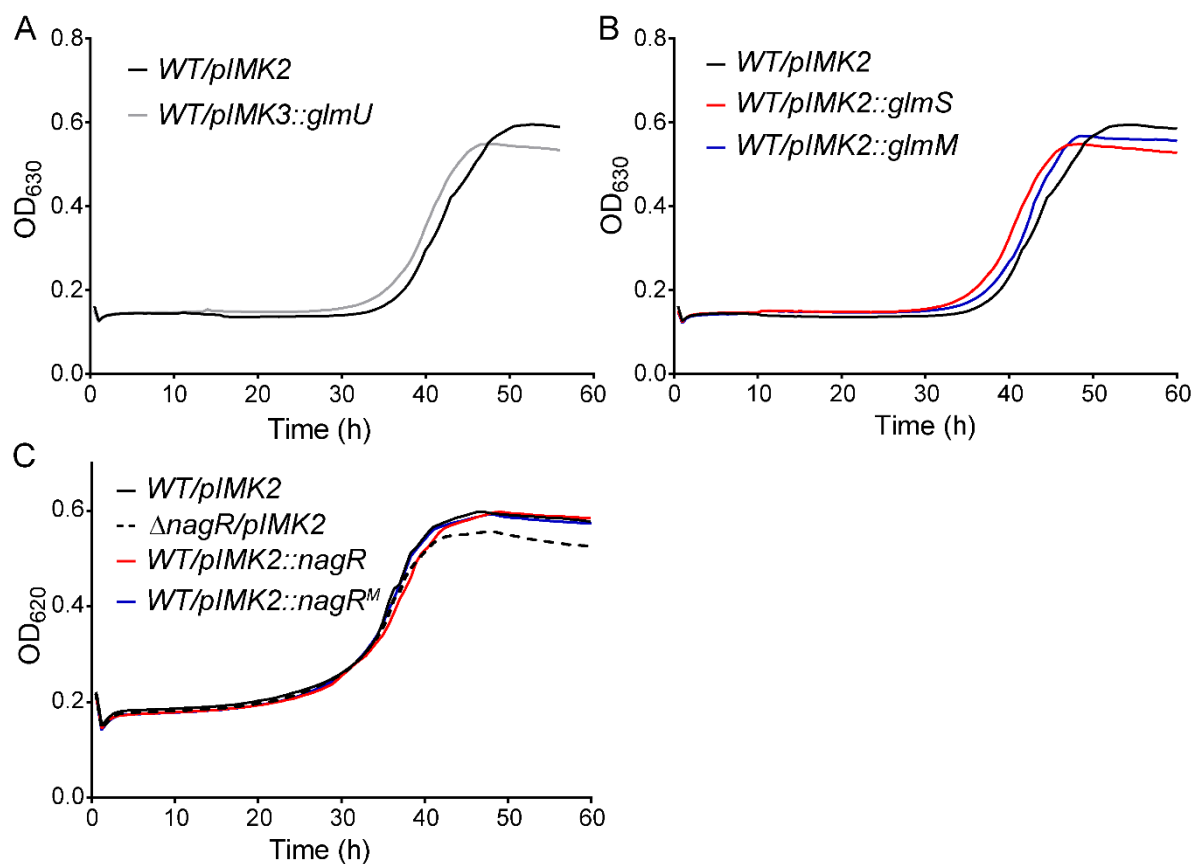 A
0.8
0.6
0.4
0.2
0.0
OD630
WT/pIMK2
WT/pIMK3::glmU
0 10 20 30 40 50 60
Time (h)
B
0.8
0.6
0.4
0.2
0.0
OD630
WT/pIMK2
WT/pIMK2::glmS
WT/pIMK2::glmM
0 10 20 30 40 50 60
Time (h)
C
0.6
0.4
0.2
0.0
OD620
WT/pIMK2
ΔnagR/pIMK2
WT/pIMK2::nagR
WT/pIMK2::nagRM
0 10 20 30 40 50 60
Time (h)